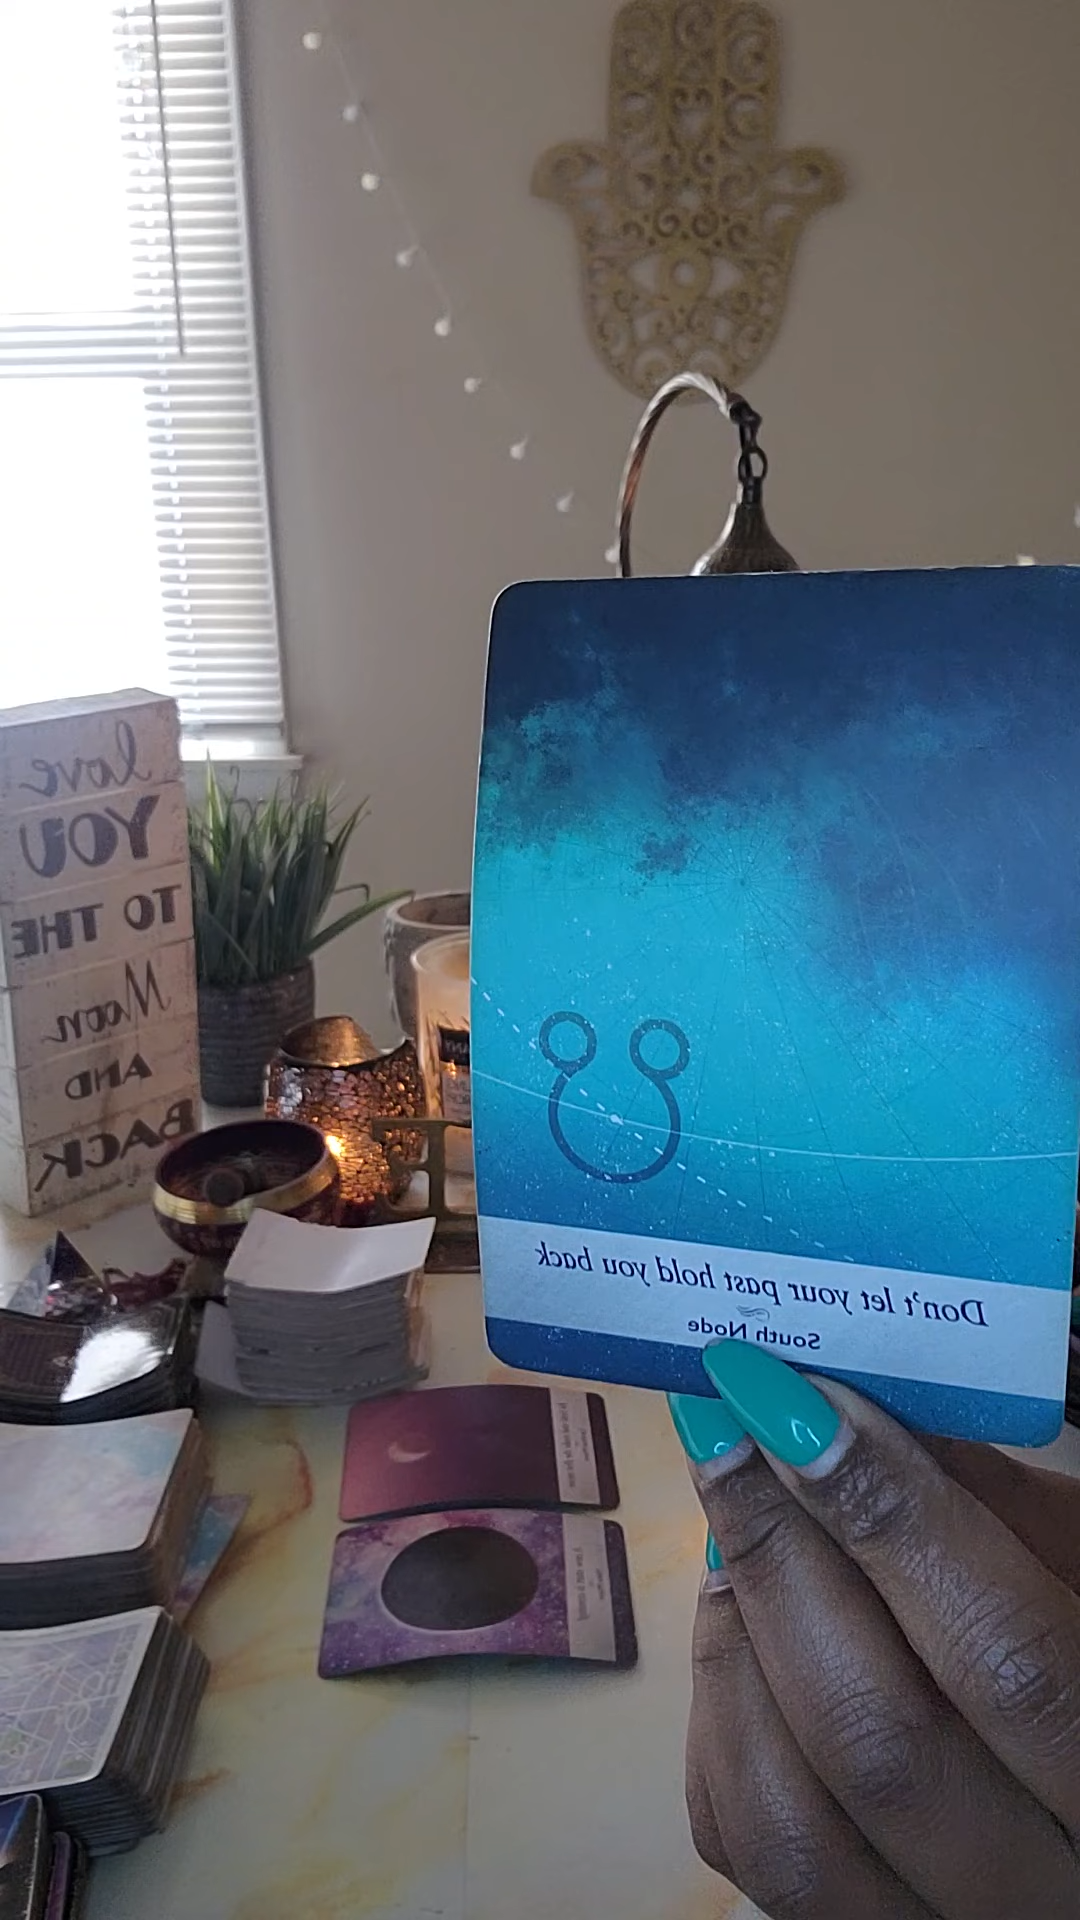 love
YOU
TO THE
Moon
AND
BACK
Don't let your past hold you back
South Node